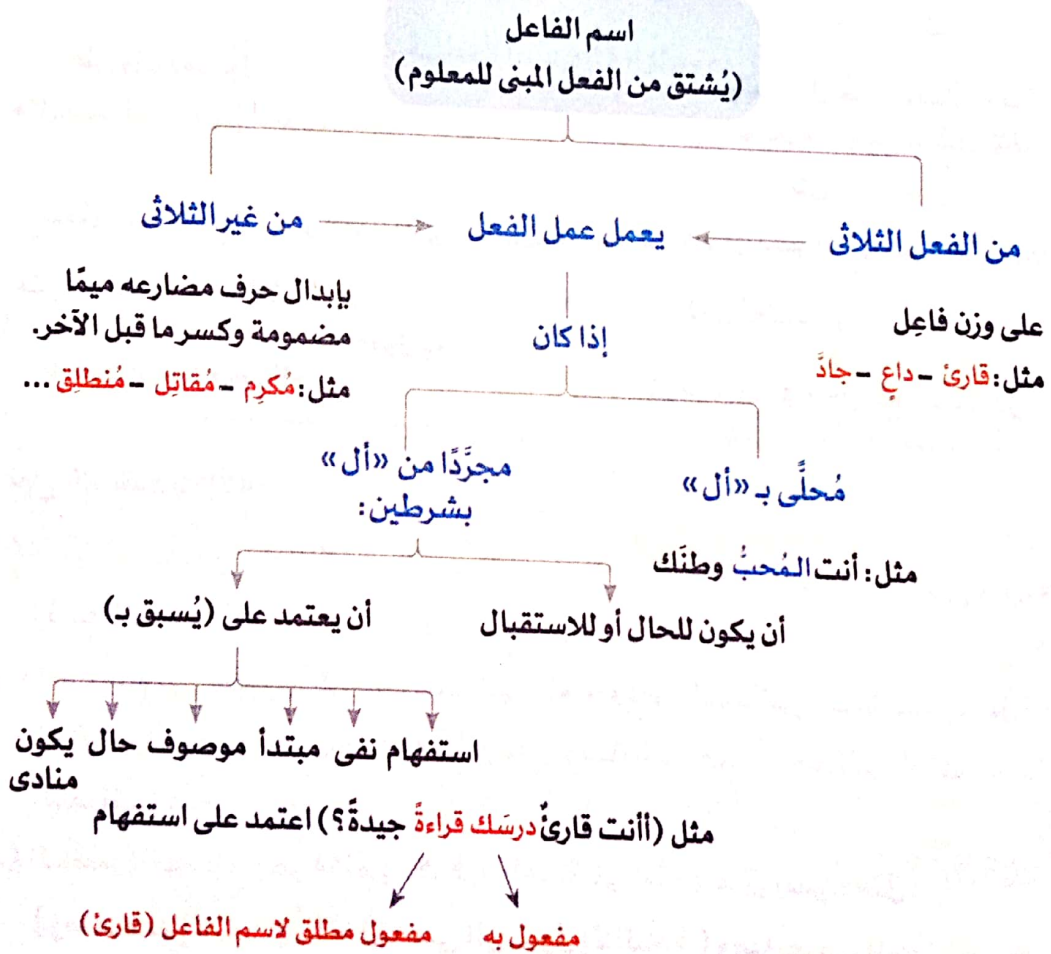 اسم الفاعل
(يُشتق من الفعل المبنى للمعلوم)
من الفعل الثلاثى
يعمل عمل الفعل
من غير الثلاثى
على وزن فاعِل
مثل: قارئ - داعٍ - جادَّ
بإبدال حرف مضارعه ميمًا
مضمومة وكسر ما قبل الآخر.
مثل: مُكرِم - مُقاتِل - مُنطلِق ...
إذا كان
مُحلًّى بـ «أل»
مثل: أنت المُحبُّ وطنَك
مجرَّدًا من «أل»
بشرطين:
أن يكون للحال أو للاستقبال
أن يعتمد على (يُسبق بـ)
استفهام نفى مبتدأ موصوف حال يكون
منادى
مثل (أأنت قارئٌ درسَك قراءةً جيدةً؟) اعتمد على استفهام
مفعول به
مفعول مطلق لاسم الفاعل (قارئ)